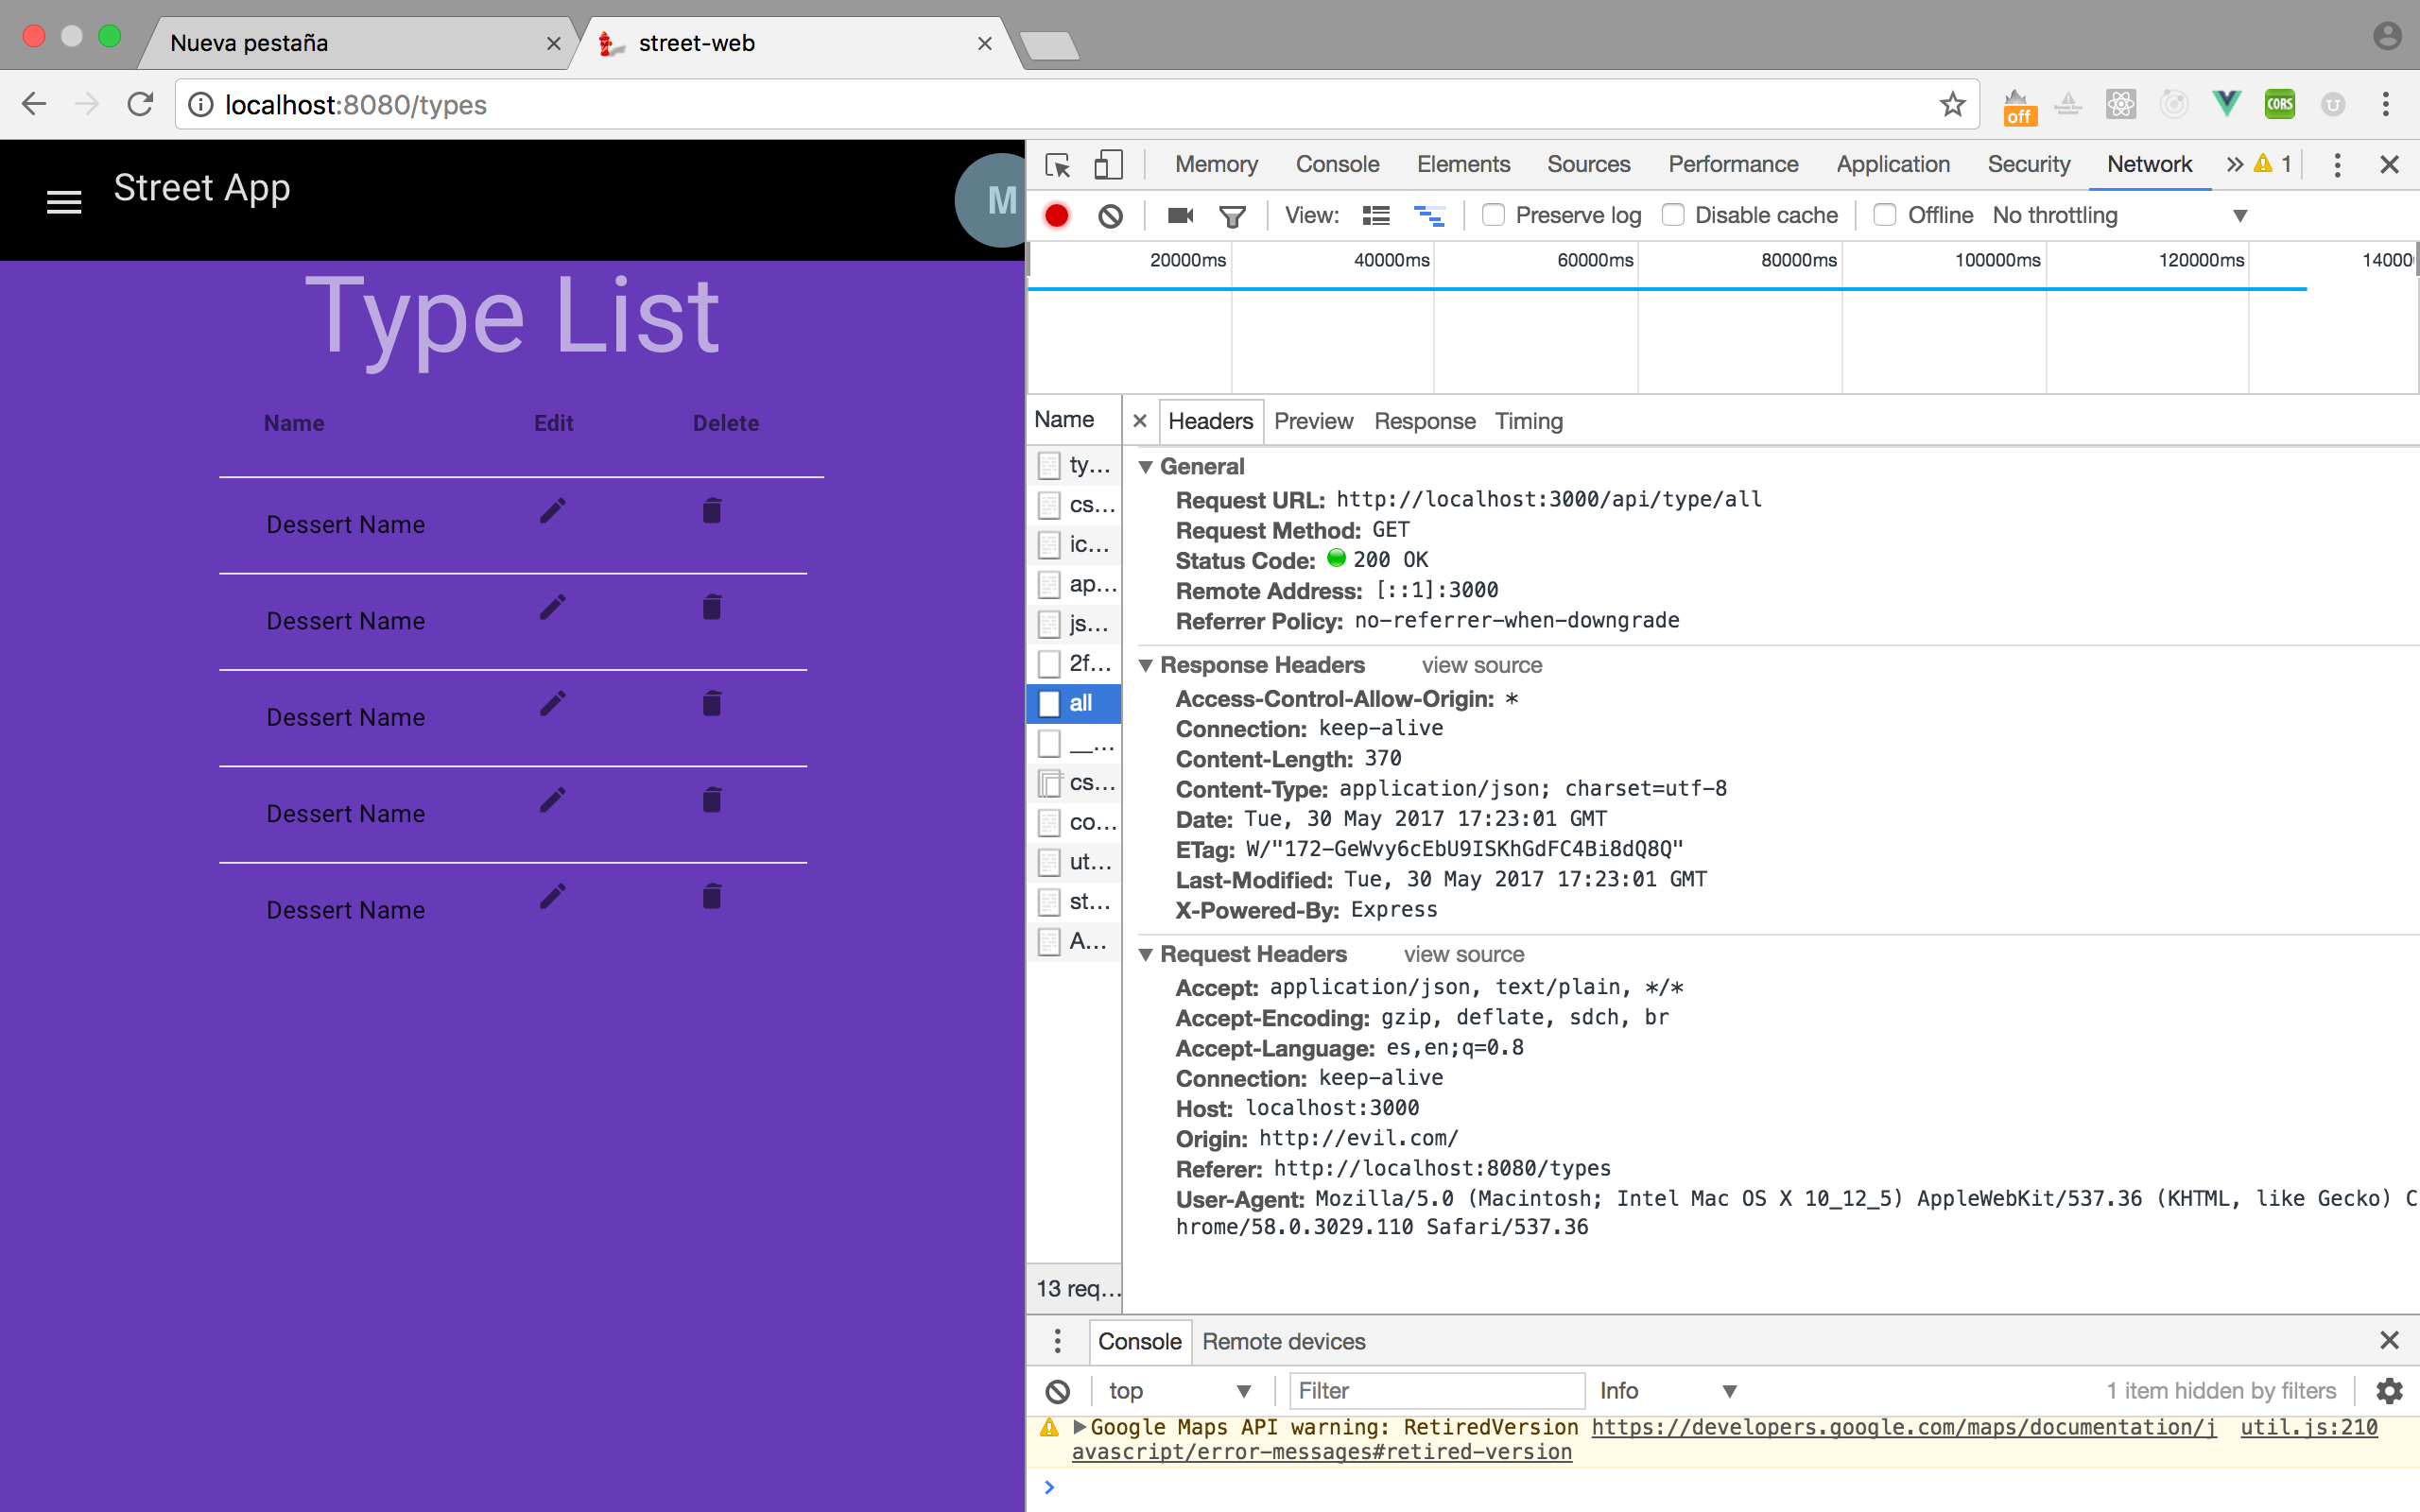 Nueva pestaña
street-web
localhost:8080/types
off
CORS
Street App
M
Type List
Name Edit Delete
Dessert Name
Dessert Name
Dessert Name
Dessert Name
Dessert Name
Memory Console Elements Sources Performance Application Security Network 1
View: Preserve log Disable cache Offline No throttling
20000ms 40000ms 60000ms 80000ms 100000ms 120000ms 14000
Name
ty...
cs...
ic...
ap...
js...
2f...
all
__...
cs...
co...
ut...
st...
A...
13 req...
Headers Preview Response Timing
General
Request URL: http://localhost:3000/api/type/all
Request Method: GET
Status Code: 200 OK
Remote Address: [::1]:3000
Referrer Policy: no-referrer-when-downgrade
Response Headers view source
Access-Control-Allow-Origin: *
Connection: keep-alive
Content-Length: 370
Content-Type: application/json; charset=utf-8
Date: Tue, 30 May 2017 17:23:01 GMT
ETag: W/"172-GeWvy6cEbU9ISKhGdFC4Bi8dQ8Q"
Last-Modified: Tue, 30 May 2017 17:23:01 GMT
X-Powered-By: Express
Request Headers view source
Accept: application/json, text/plain, */*
Accept-Encoding: gzip, deflate, sdch, br
Accept-Language: es,en;q=0.8
Connection: keep-alive
Host: localhost:3000
Origin: http://evil.com/
Referer: http://localhost:8080/types
User-Agent: Mozilla/5.0 (Macintosh; Intel Mac OS X 10_12_5) AppleWebKit/537.36 (KHTML, like Gecko) C
hrome/58.0.3029.110 Safari/537.36
Console Remote devices
top Filter Info 1 item hidden by filters
Google Maps API warning: RetiredVersion https://developers.google.com/maps/documentation/j util.js:210
avascript/error-messages#retired-version